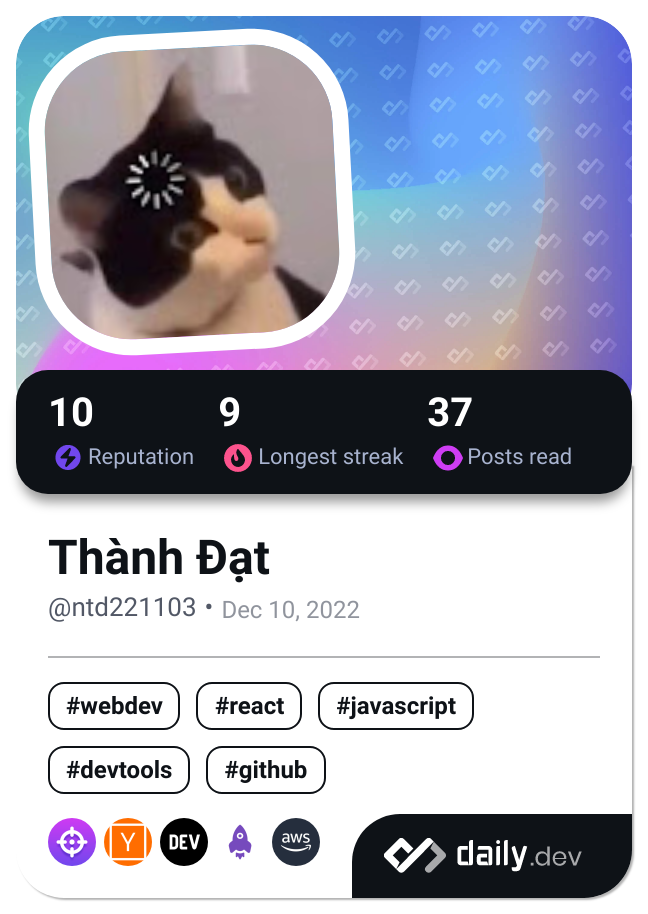 10 9 37
Reputation Longest streak Posts read
Thành Đạt
@ntd221103 • Dec 10, 2022
#webdev #react #javascript
#devtools #github
Y DEV aws daily.dev